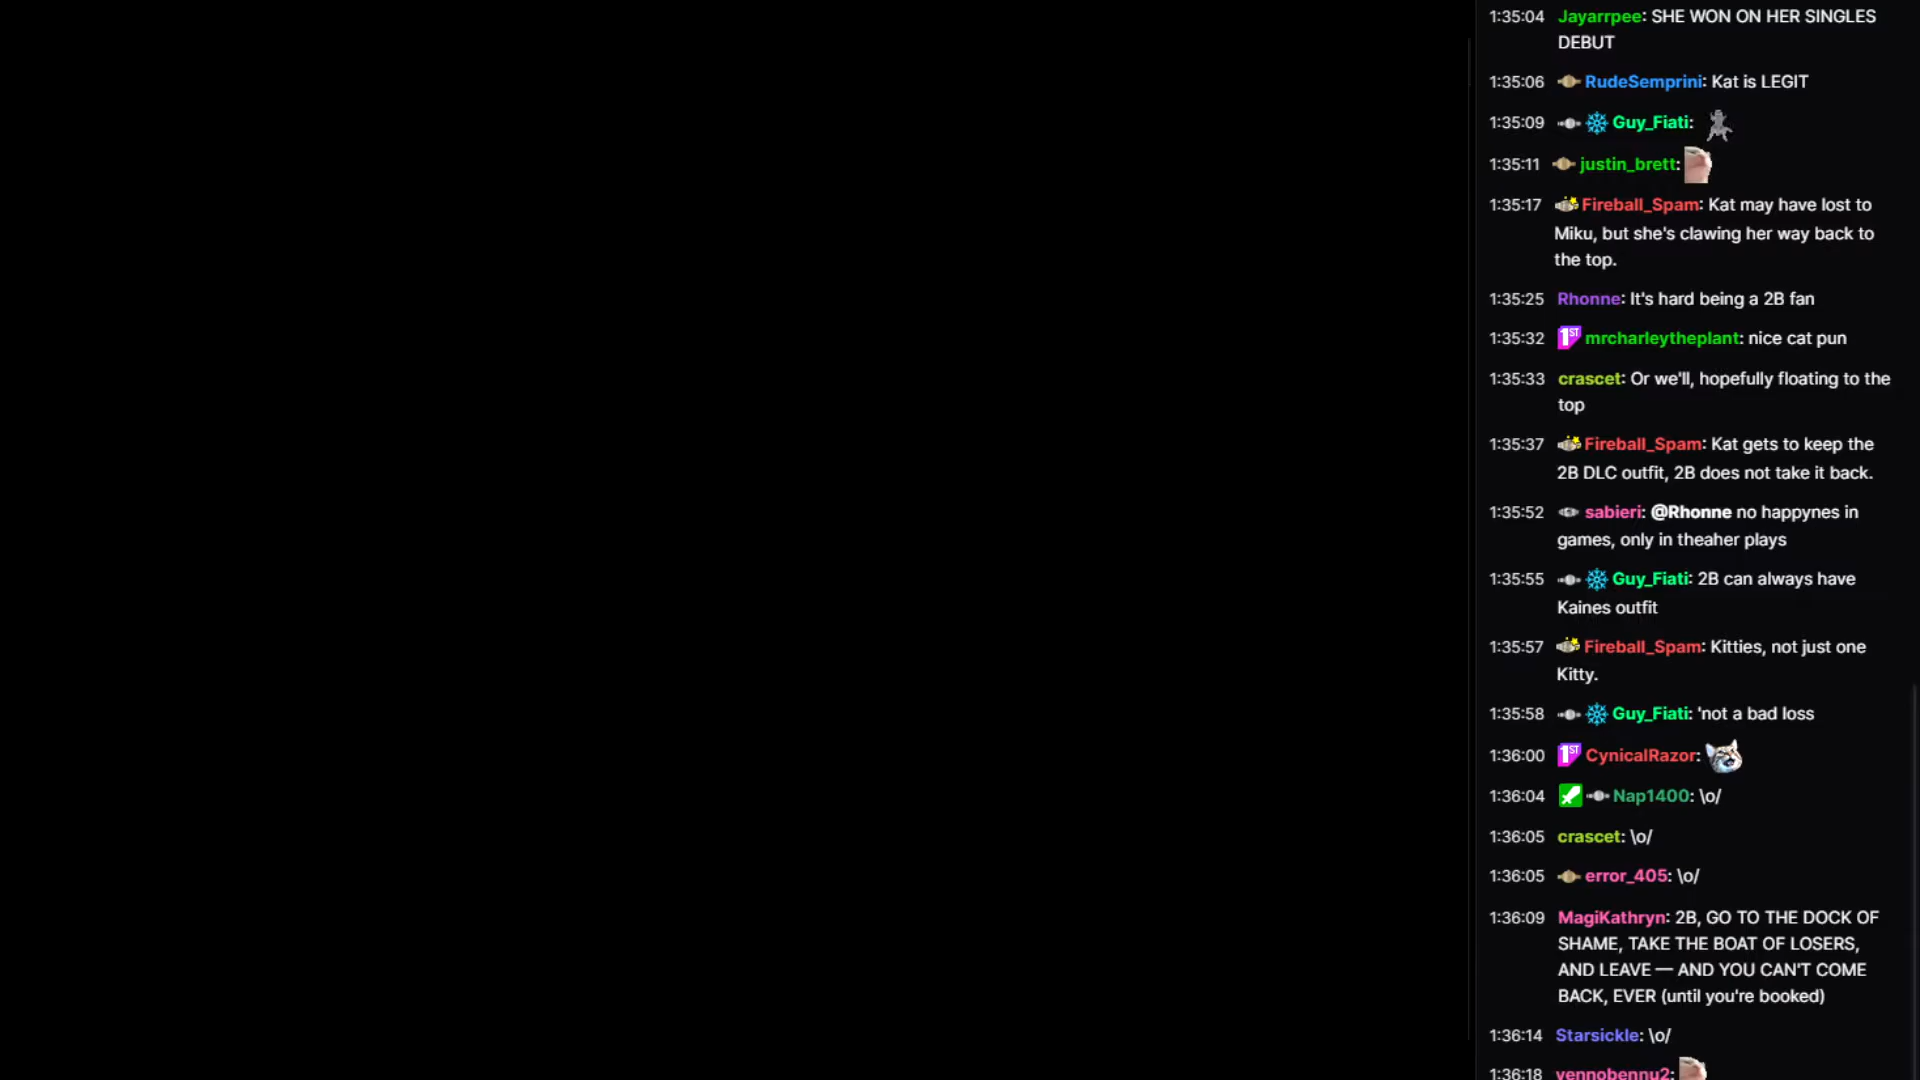 1:35:04 Jayarrpee: SHE WON ON HER SINGLES
DEBUT
1:35:06 RudeSemprini: Kat is LEGIT
1:35:09 Guy_Fiati:
1:35:11 justin_brett:
1:35:17 Fireball_Spam: Kat may have lost to
Miku, but she's clawing her way back to
the top.
1:35:25 Rhonne: It's hard being a 2B fan
1:35:32 1ST mrcharleytheplant: nice cat pun
1:35:33 crascet: Or we'll, hopefully floating to the
top
1:35:37 Fireball_Spam: Kat gets to keep the
2B DLC outfit, 2B does not take it back.
1:35:52 sabieri: @Rhonne no happynes in
games, only in theaher plays
1:35:55 Guy_Fiati: 2B can always have
Kaines outfit
1:35:57 Fireball_Spam: Kitties, not just one
Kitty.
1:35:58 Guy_Fiati: 'not a bad loss
1:36:00 1ST CynicalRazor:
1:36:04 Nap1400: \o/
1:36:05 crascet: \o/
1:36:05 error_405: \o/
1:36:09 MagiKathryn: 2B, GO TO THE DOCK OF
SHAME, TAKE THE BOAT OF LOSERS,
AND LEAVE — AND YOU CAN'T COME
BACK, EVER (until you're booked)
1:36:14 Starsickle: \o/
1:36:18 vennobennu2: